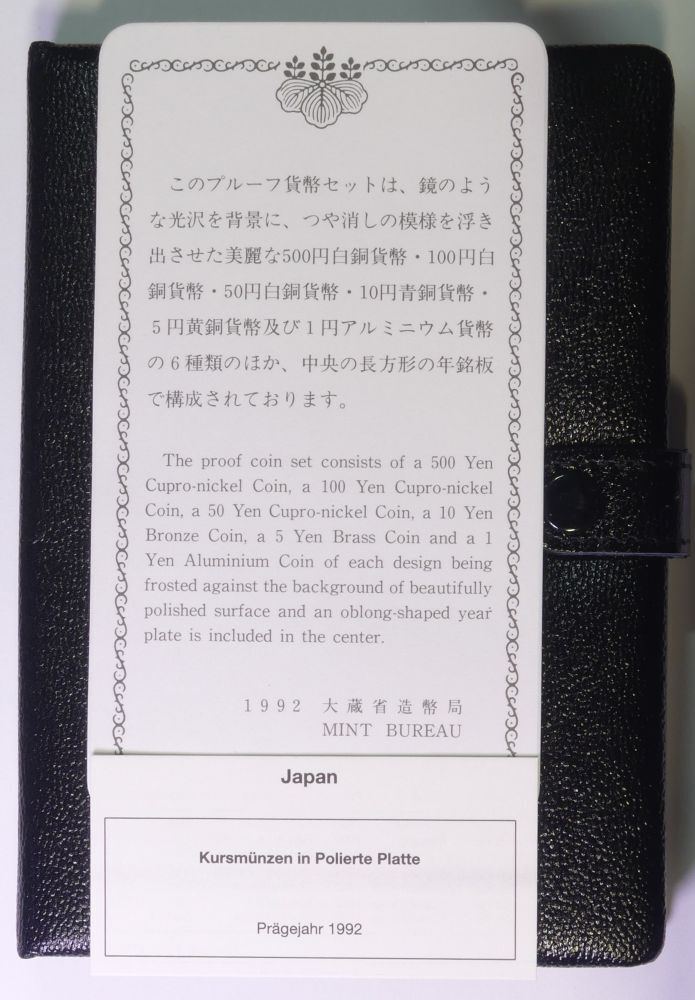 このプルーフ貨幣セットは、鏡のよう
な光沢を背景に、つや消しの模様を浮き
出させた美麗な500円白銅貨幣・100円白
銅貨幣・50円白銅貨幣・10円青銅貨幣・
5円黄銅貨幣及び1円アルミニウム貨幣
の6種類のほか、中央の長方形の年銘板
で構成されております。
The proof coin set consists of a 500 Yen
Cupro-nickel Coin, a 100 Yen Cupro-nickel
Coin, a 50 Yen Cupro-nickel Coin, a 10 Yen
Bronze Coin, a 5 Yen Brass Coin and a 1
Yen Aluminium Coin of each design being
frosted against the background of beautifully
polished surface and an oblong-shaped year
plate is included in the center.
1992 大蔵省造幣局
MINT BUREAU
Japan
Kursmünzen in Polierte Platte
Prägejahr 1992